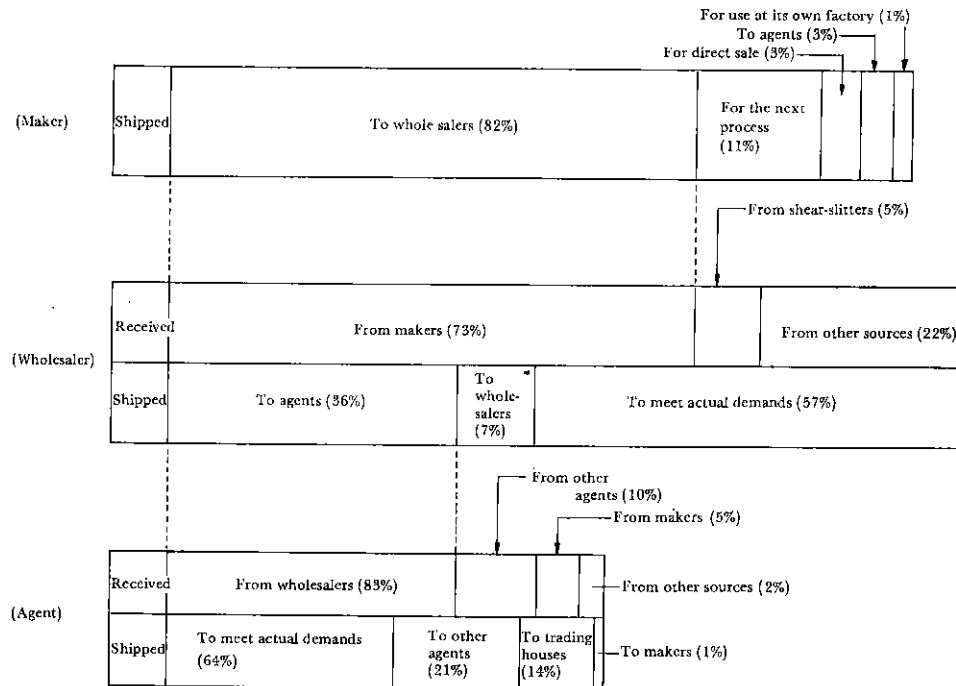 For use at its own factory (1%)
To agents (3%)
For direct sale (3%)
(Maker)
Shipped
To whole salers (82%)
For the next
process
(11%)
From shear-slitters (5%)
(Wholesaler)
Received
From makers (73%)
From other sources (22%)
Shipped
To agents (36%)
To
whole-
salers
(7%)
To meet actual demands (57%)
From other
agents (10%)
From makers (5%)
(Agent)
Received
From wholesalers (83%)
From other sources (2%)
Shipped
To meet actual demands
(64%)
To other
agents
(21%)
To trading
houses
(14%)
To makers (1%)